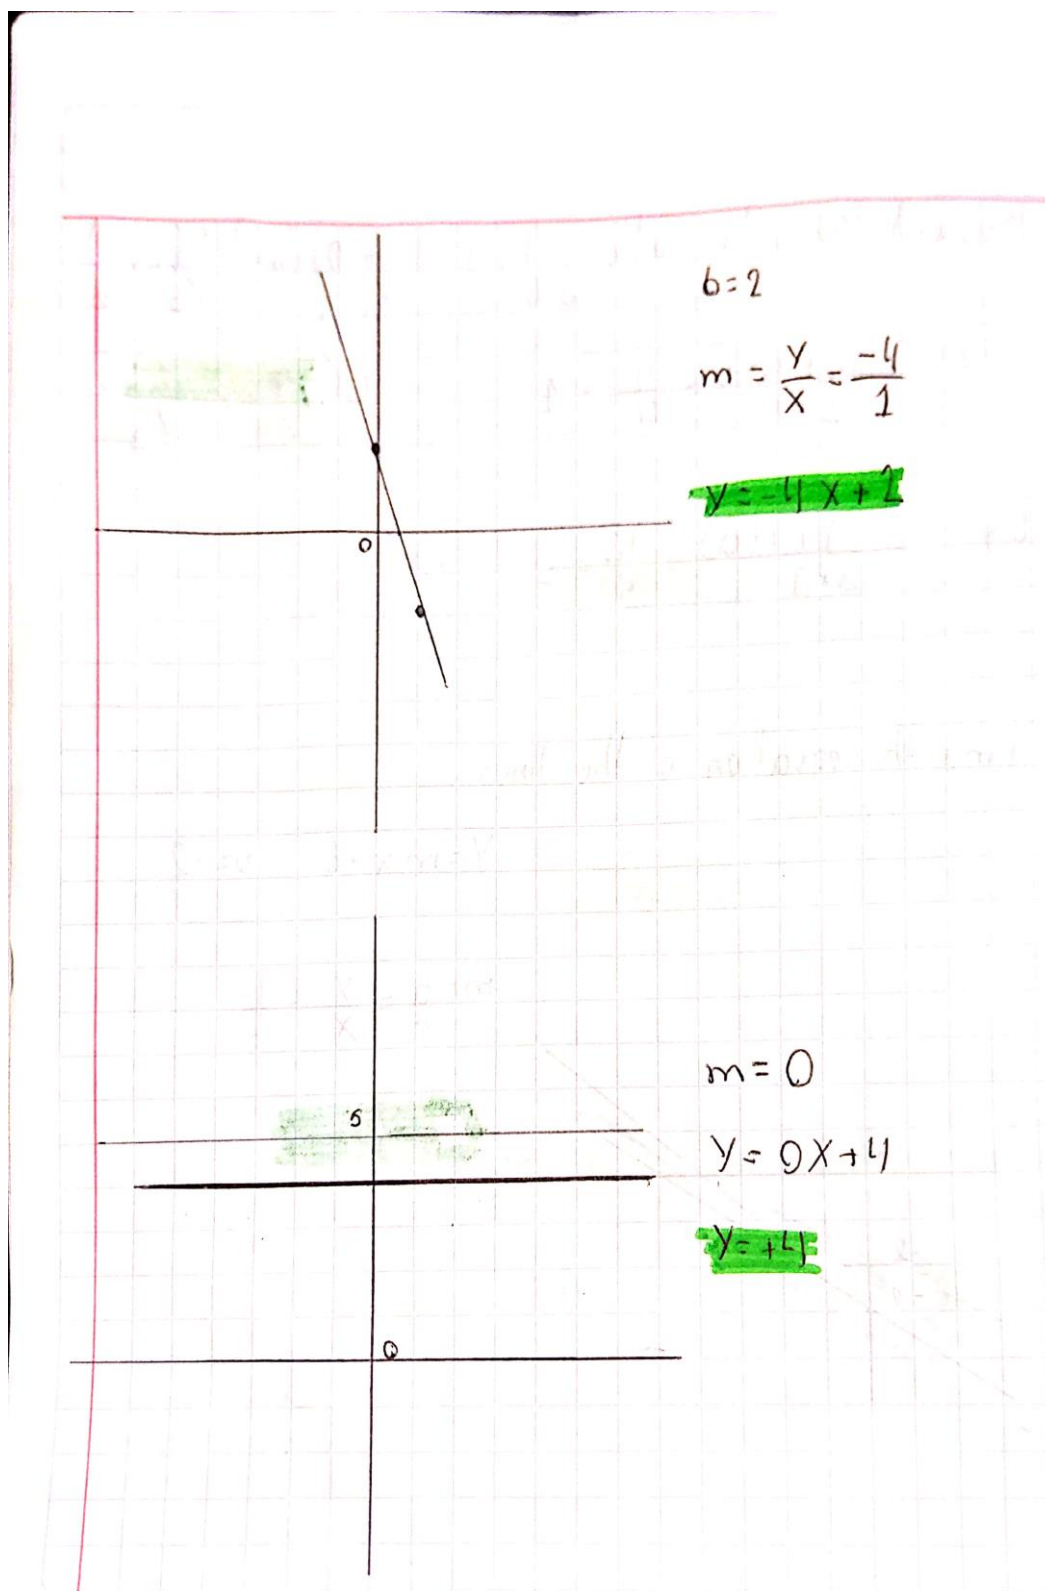 b=2
m = y/x = -4/1
y=-4x+2
0
m=0
5
y=0x+4
y=+4
0